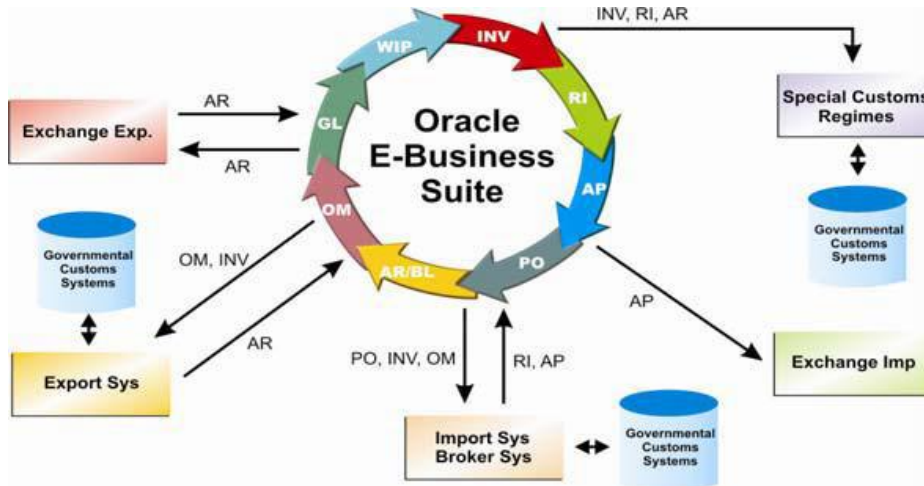 INV, RI, AR
WIP
INV
RI
AP
PO
AR/BL
OM
GL
Oracle
E-Business
Suite
Exchange Exp.
AR
AR
Special Customs
Regimes
Governmental
Customs
Systems
Governmental
Customs
Systems
OM, INV
AR
Export Sys
PO, INV, OM
RI, AP
Import Sys
Broker Sys
Governmental
Customs
Systems
AP
Exchange Imp